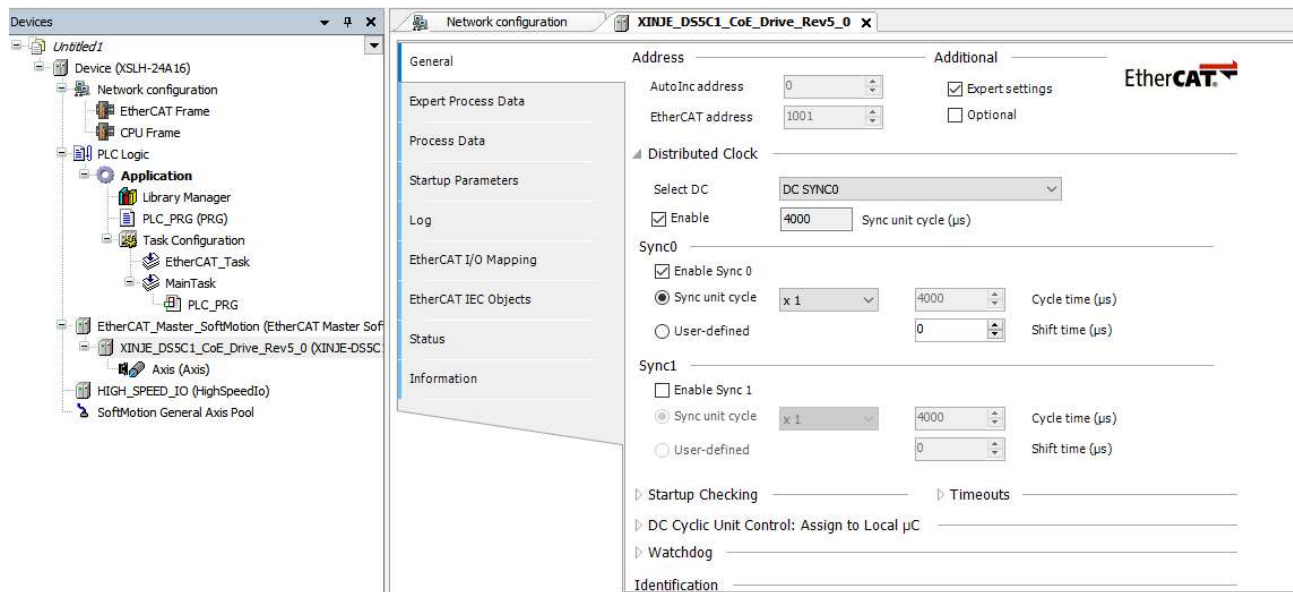 Devices
Untitled1
Device (XSLH-24A16)
Network configuration
EtherCAT Frame
CPU Frame
PLC Logic
Application
Library Manager
PLC_PRG (PRG)
Task Configuration
EtherCAT_Task
MainTask
PLC_PRG
EtherCAT_Master_SoftMotion (EtherCAT Master Sof
XINJE_DS5C1_CoE_Drive_Rev5_0 (XINJE-DS5C
Axis (Axis)
HIGH_SPEED_IO (HighSpeedIo)
SoftMotion General Axis Pool
Network configuration
XINJE_DS5C1_CoE_Drive_Rev5_0
General
Expert Process Data
Process Data
Startup Parameters
Log
EtherCAT I/O Mapping
EtherCAT IEC Objects
Status
Information
Address
AutoInc address 0
EtherCAT address 1001
Additional
Expert settings
Optional
EtherCAT
Distributed Clock
Select DC DC SYNC0
Enable 4000 Sync unit cycle (µs)
Sync0
Enable Sync 0
Sync unit cycle x 1 4000 Cycle time (µs)
User-defined 0 Shift time (µs)
Sync1
Enable Sync 1
Sync unit cycle x 1 4000 Cycle time (µs)
User-defined 0 Shift time (µs)
Startup Checking Timeouts
DC Cyclic Unit Control: Assign to Local µC
Watchdog
Identification